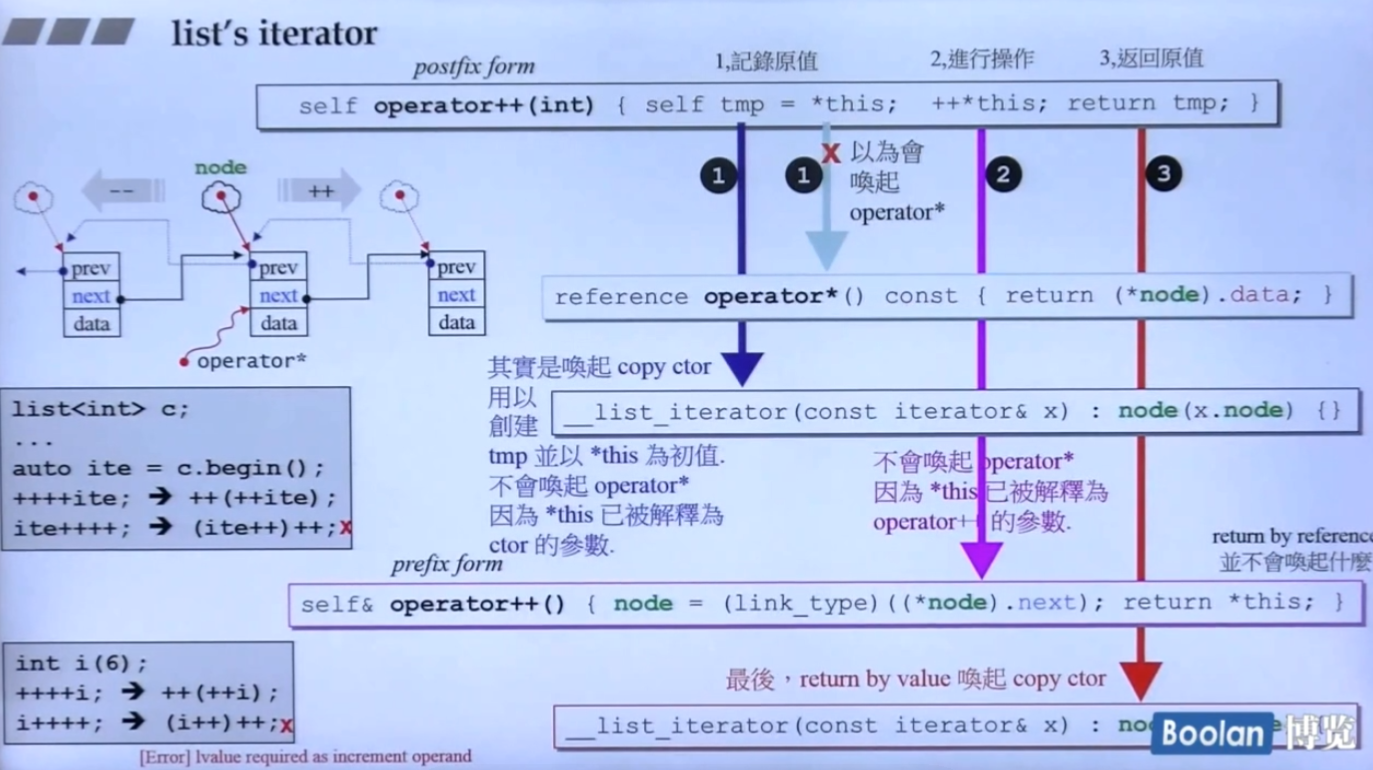 list's iterator
postfix form
1,記錄原值
2,進行操作
3,返回原值
self operator++(int) { self tmp = *this; ++*this; return tmp; }
1
1
x 以為會
喚起
operator*
2
3
node
--
++
prev
next
data
prev
next
data
prev
next
data
operator*
reference operator*() const { return (*node).data; }
其實是喚起 copy ctor
用以
創建
tmp 並以 *this 為初值.
不會喚起 operator*
因為 *this 已被解釋為
ctor 的參數.
__list_iterator(const iterator& x) : node(x.node) {}
不會喚起 operator*
因為 *this 已被解釋為
operator++ 的參數.
list<int> c;
...
auto ite = c.begin();
++++ite; ➔ ++(++ite);
ite++++; ➔ (ite++)++;x
return by reference
並不會喚起什麼
prefix form
self& operator++() { node = (link_type)((*node).next); return *this; }
int i(6);
++++i; ➔ ++(++i);
i++++; ➔ (i++)++;x
[Error] lvalue required as increment operand
最後，return by value 喚起 copy ctor
__list_iterator(const iterator& x) :
Boolan 博览